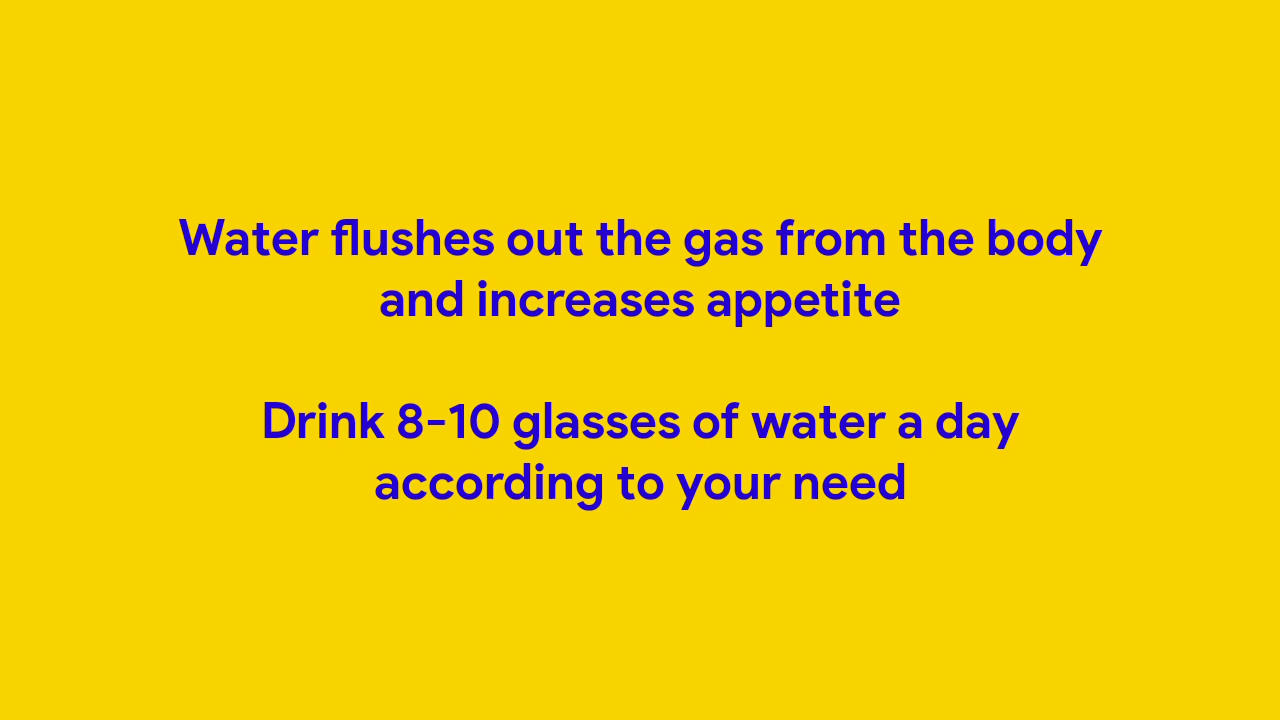 Water flushes out the gas from the body
and increases appetite
Drink 8-10 glasses of water a day
according to your need